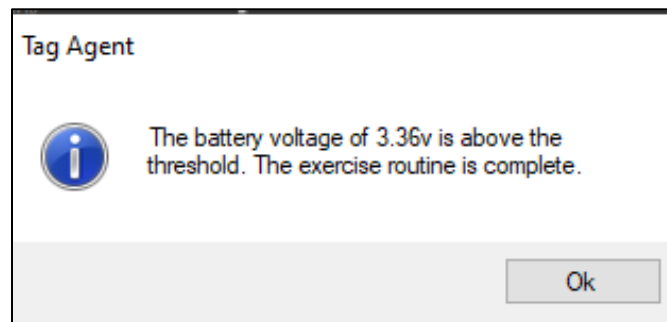 Tag Agent
The battery voltage of 3.36v is above the
threshold. The exercise routine is complete.
Ok